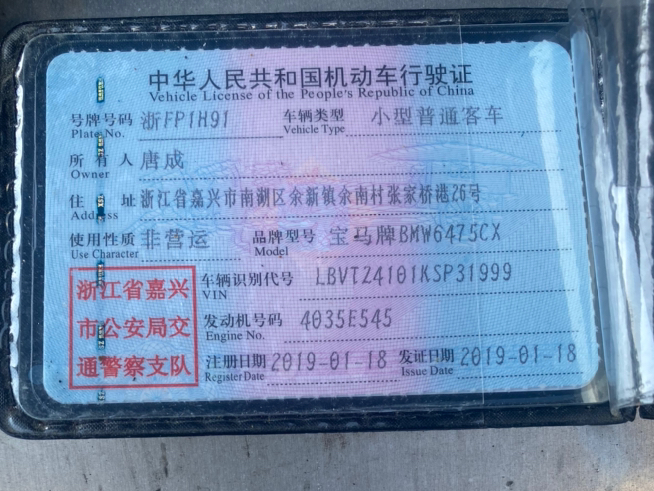 中华人民共和国机动车行驶证
Vehicle License of the People's Republic of China
号牌号码 浙FP1H91 车辆类型 小型普通客车
Plate No. Vehicle Type
所有人 唐成
Owner
住址 浙江省嘉兴市南湖区余新镇余南村张家桥港26号
Address
使用性质 非营运 品牌型号 宝马牌BMW6475CX
Use Character Model
浙江省嘉兴
市公安局交
通警察支队
车辆识别代号 LBVTZ4101KSP31999
VIN
发动机号码 4035E545
Engine No.
注册日期 2019-01-18 发证日期 2019-01-18
Register Date Issue Date